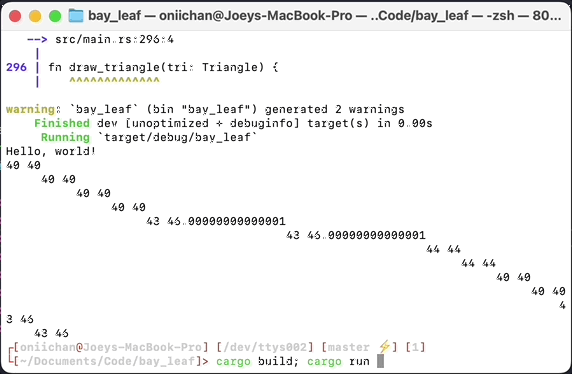 bay_leaf — oniichan@Joeys-MacBook-Pro — ..Code/bay_leaf — -zsh — 80...
--> src/main.rs:296:4
|
296 | fn draw_triangle(tri: Triangle) {
| ^^^^^^^^^^^^^
warning: `bay_leaf` (bin "bay_leaf") generated 2 warnings
Finished dev [unoptimized + debuginfo] target(s) in 0.00s
Running `target/debug/bay_leaf`
Hello, world!
40 40
40 40
40 40
40 40
43 46.00000000000001
43 46.00000000000001
44 44
44 44
40 40
40 40
4
3 46
43 46
┌[oniichan@Joeys-MacBook-Pro] [/dev/ttys002] [master ⚡] [1]
└[~/Documents/Code/bay_leaf]> cargo build; cargo run